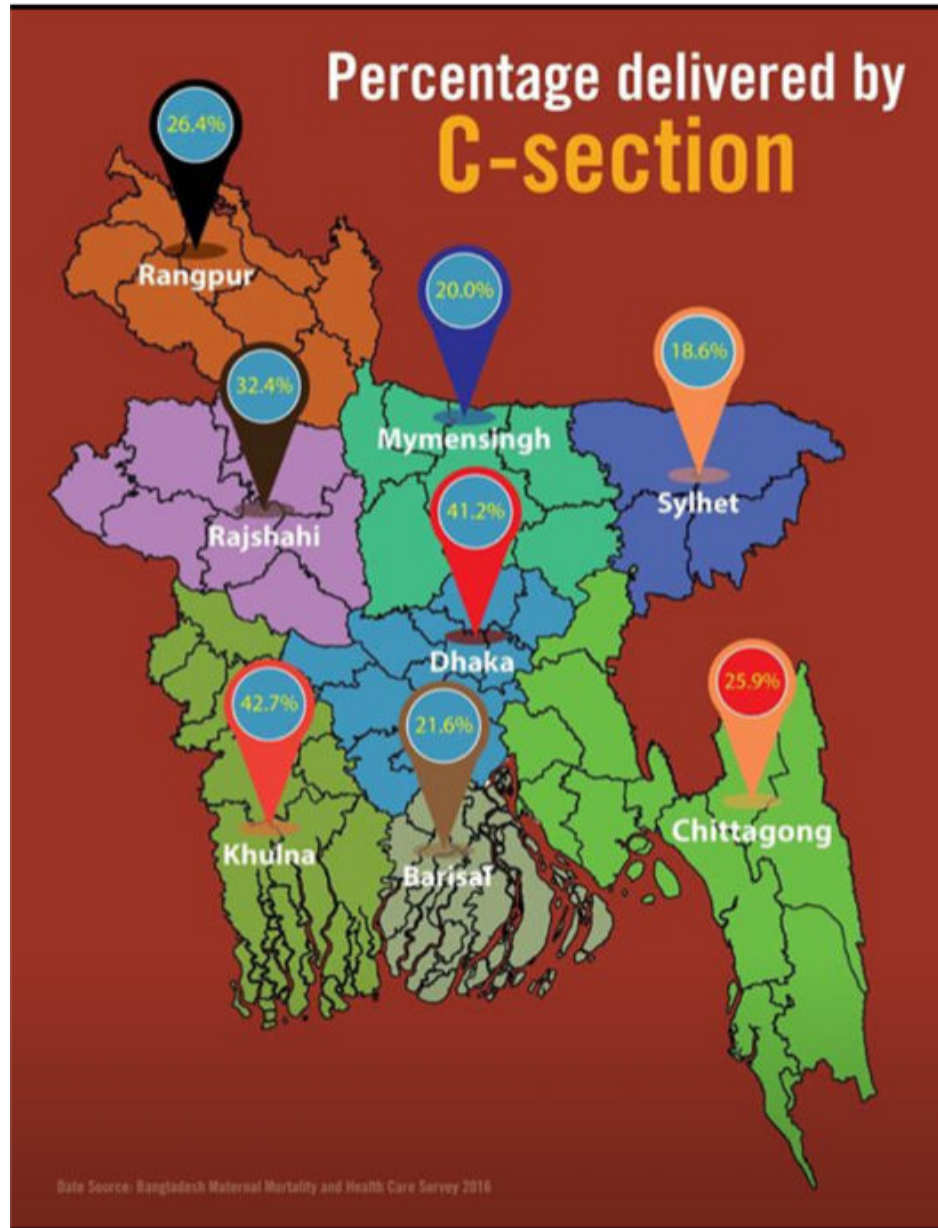 Percentage delivered by
C-section
26.4%
Rangpur
20.0%
18.6%
32.4%
Mymensingh
Sylhet
41.2%
Rajshahi
Dhaka
42.7%
21.6%
25.9%
Chittagong
Khulna
Barisal
Date Source: Bangladesh Maternal Mortality and Health Care Survey 2016